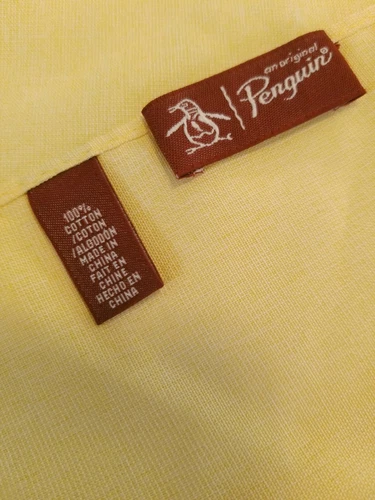 an original
Penguin®
100%
COTTON
/COTON
/ALGODON
MADE IN
CHINA
FAIT EN
CHINE
HECHO EN
CHINA